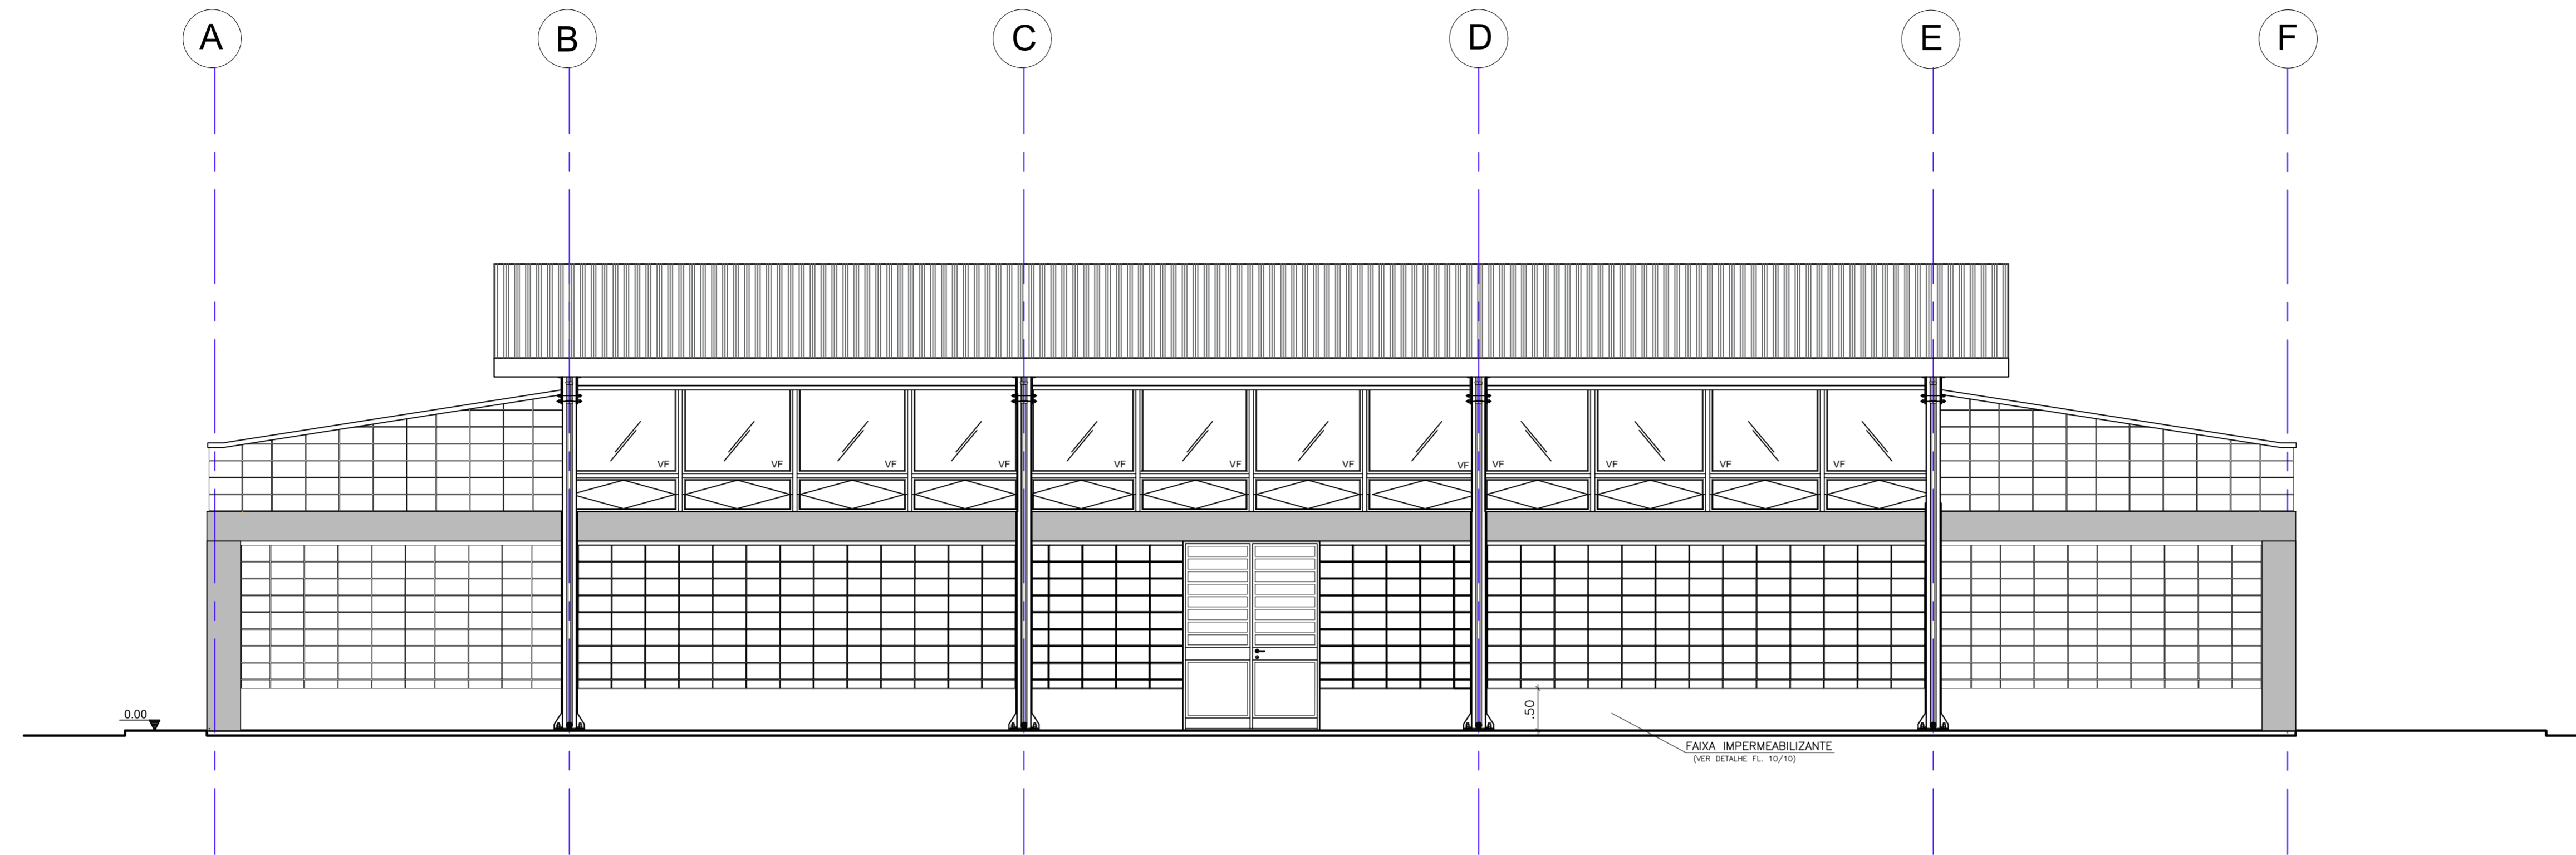 A B C D E F
VF VF VF VF VF VF VF VF VF VF VF VF
0.00
.50
FAIXA IMPERMEABILIZANTE
(VER DETALHE FL. 10/10)